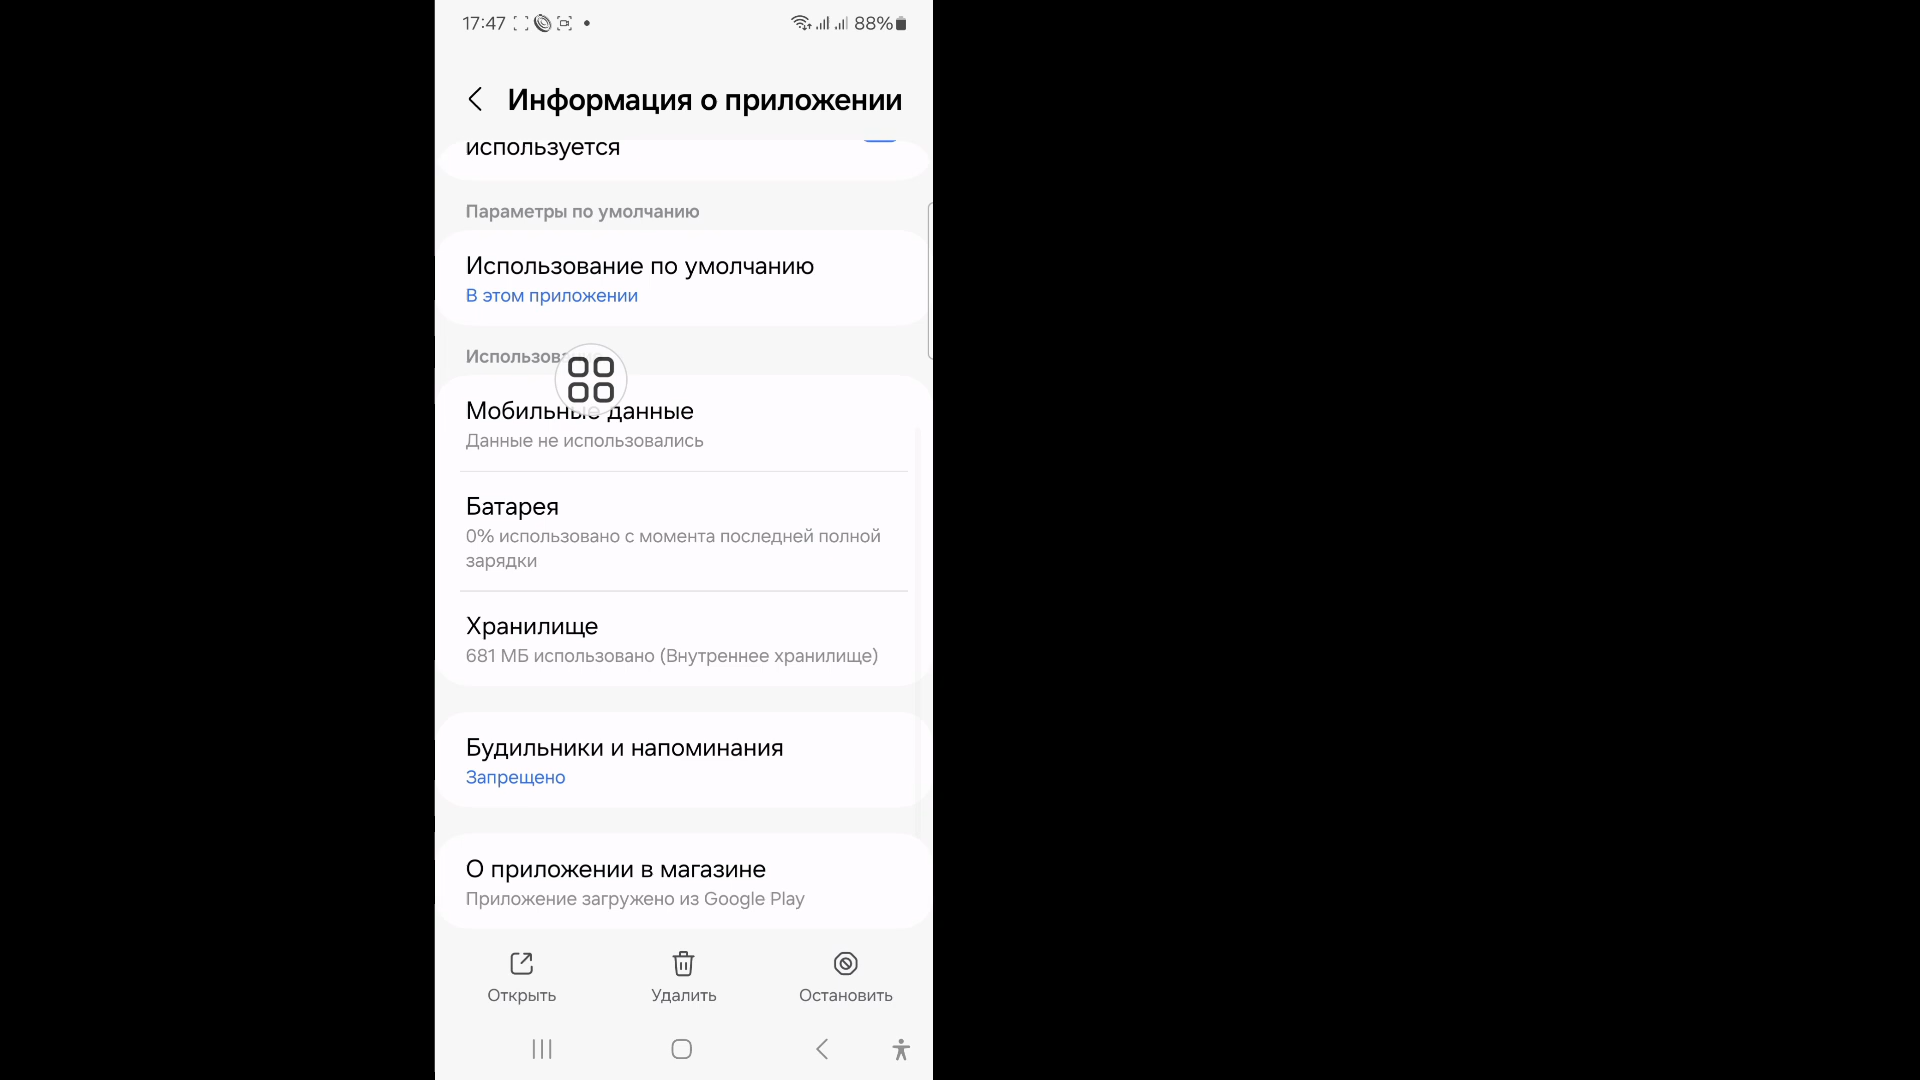 17:47 88%
Информация о приложении
используется
Параметры по умолчанию
Использование по умолчанию
В этом приложении
Использова
Мобильные данные
Данные не использовались
Батарея
0% использовано с момента последней полной
зарядки
Хранилище
681 МБ использовано (Внутреннее хранилище)
Будильники и напоминания
Запрещено
О приложении в магазине
Приложение загружено из Google Play
Открыть Удалить Остановить